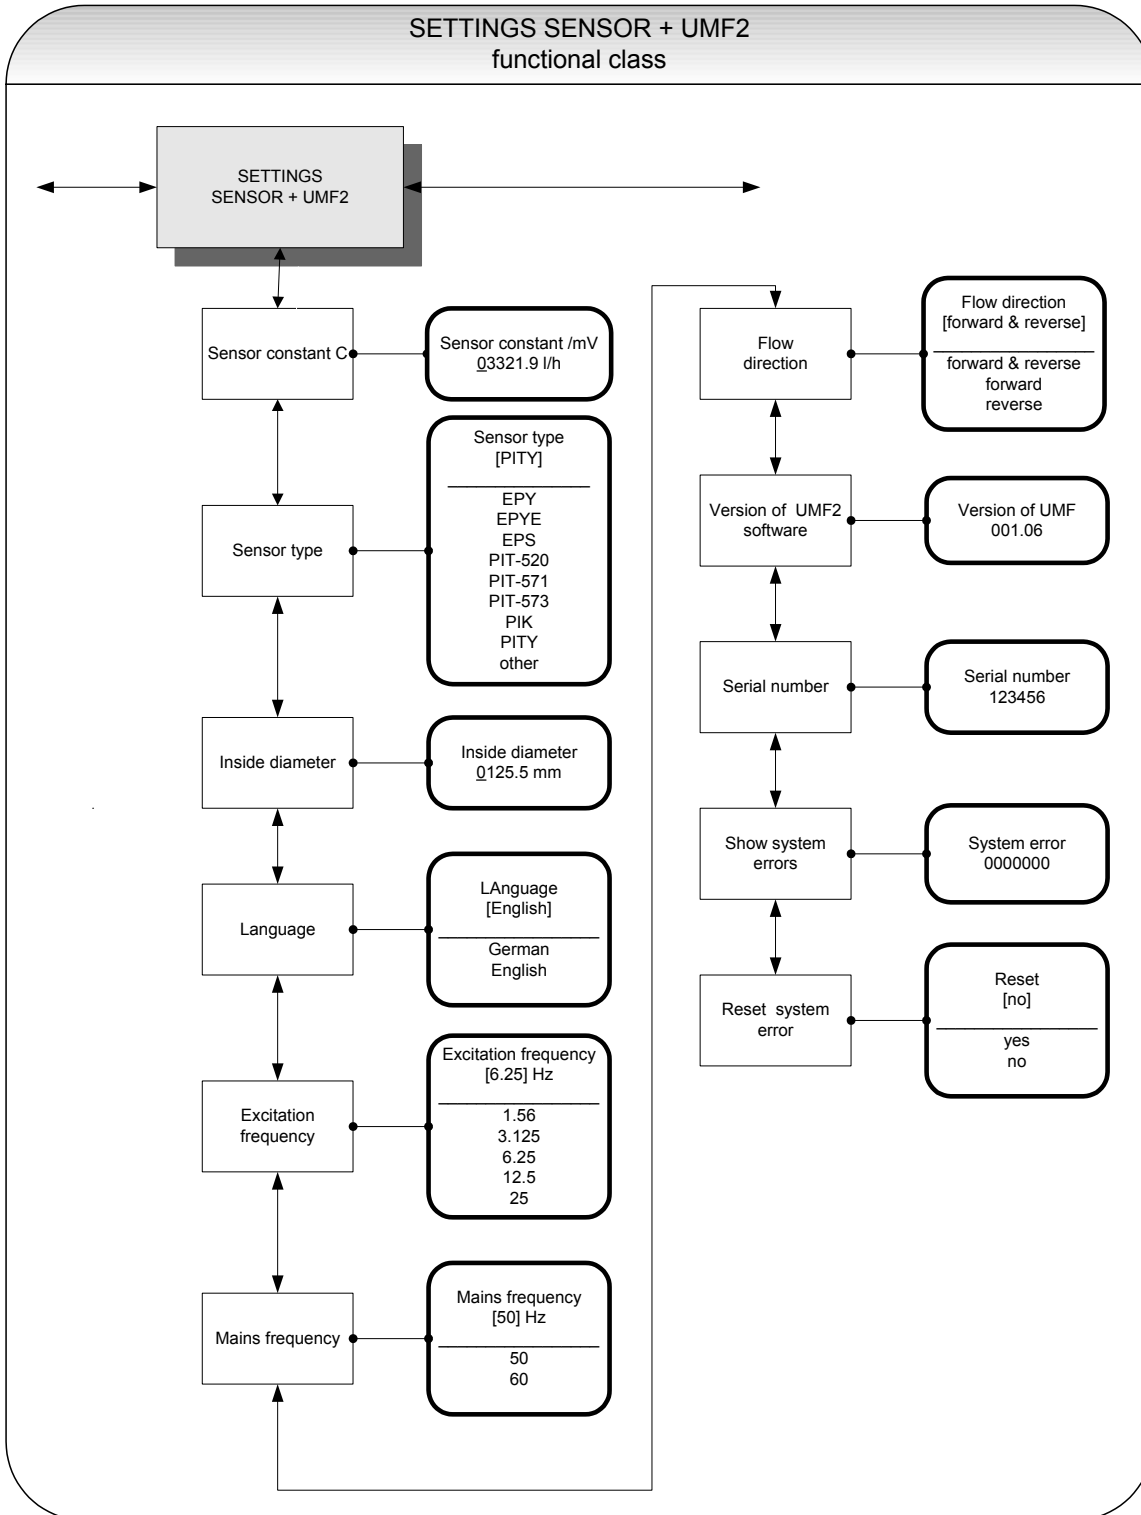 SETTINGS SENSOR + UMF2
functional class
SETTINGS
SENSOR + UMF2
Sensor constant C
Sensor constant /mV
03321.9 l/h
Sensor type
Sensor type
[PITY]
EPY
EPYE
EPS
PIT-520
PIT-571
PIT-573
PIK
PITY
other
Inside diameter
Inside diameter
0125.5 mm
Language
LAnguage
[English]
German
English
Excitation
frequency
Excitation frequency
[6.25] Hz
1.56
3.125
6.25
12.5
25
Mains frequency
Mains frequency
[50] Hz
50
60
Flow
direction
Flow direction
[forward & reverse]
forward & reverse
forward
reverse
Version of  UMF2
software
Version of UMF
001.06
Serial number
Serial number
123456
Show system
errors
System error
0000000
Reset  system
error
Reset
[no]
yes
no